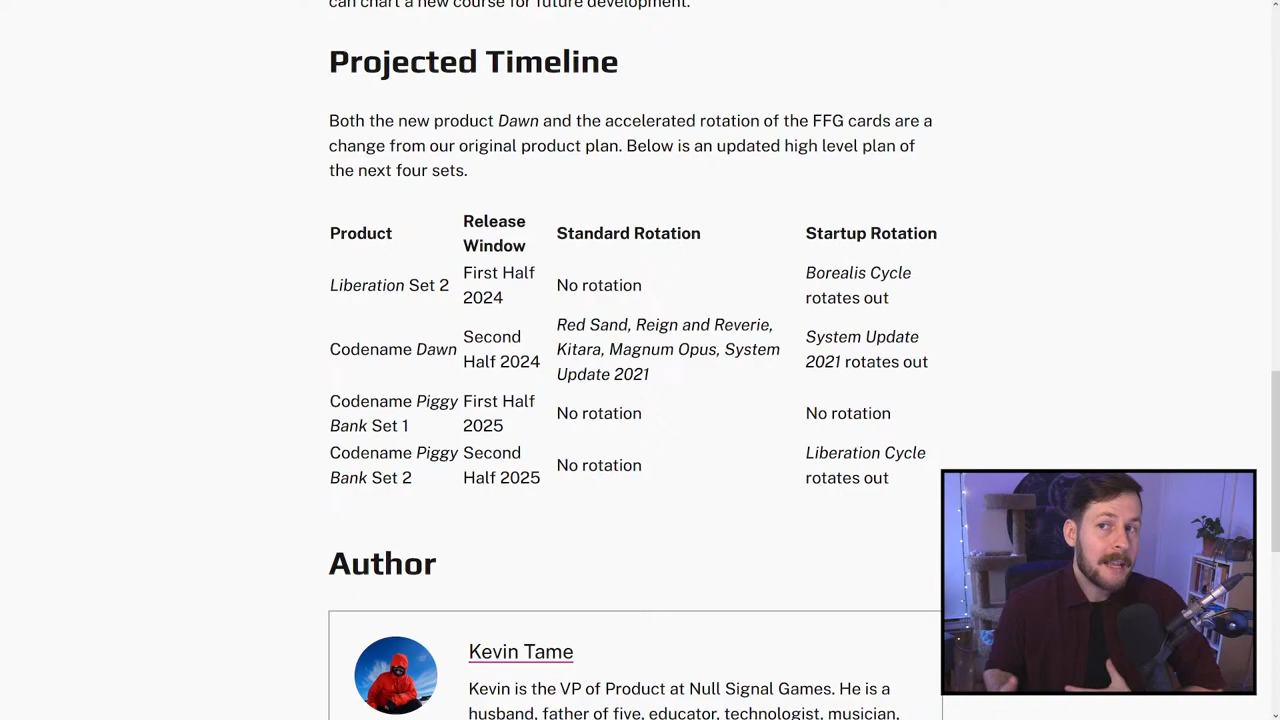 can chart a new course for future development.
Projected Timeline
Both the new product Dawn and the accelerated rotation of the FFG cards are a
change from our original product plan. Below is an updated high level plan of
the next four sets.
Product
Release
Window
Standard Rotation
Startup Rotation
Liberation Set 2
First Half
2024
No rotation
Borealis Cycle
rotates out
Codename Dawn
Second
Half 2024
Red Sand, Reign and Reverie,
Kitara, Magnum Opus, System
Update 2021
System Update
2021 rotates out
Codename Piggy
Bank Set 1
First Half
2025
No rotation
No rotation
Codename Piggy
Bank Set 2
Second
Half 2025
No rotation
Liberation Cycle
rotates out
Author
Kevin Tame
Kevin is the VP of Product at Null Signal Games. He is a
husband, father of five, educator, technologist, musician,